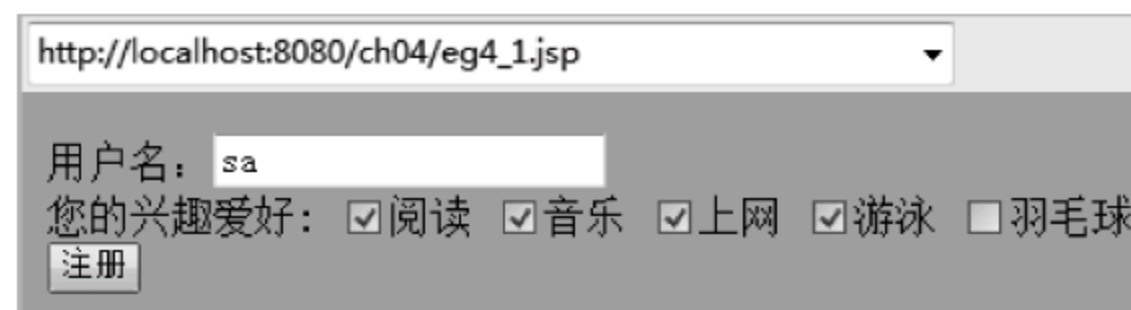 http://localhost:8080/ch04/eg4_1.jsp
用户名：sa
您的兴趣爱好：阅读 音乐 上网 游泳 羽毛球
注册